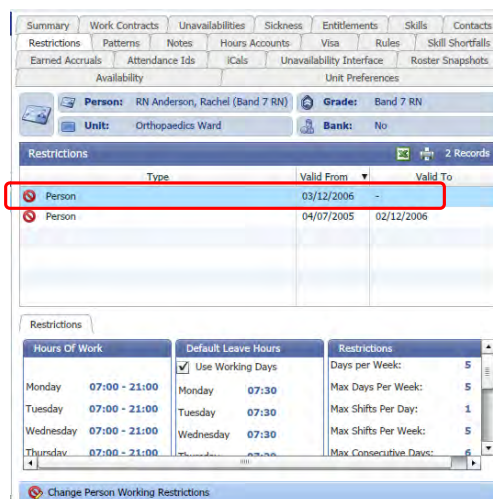 Summary Work Contracts Unavailabilities Sickness Entitlements Skills Contacts
Restrictions Patterns Notes Hours Accounts Visa Rules Skill Shortfalls
Earned Accruals Attendance Ids iCals Unavailability Interface Roster Snapshots
Availability Unit Preferences
Person: RN Anderson, Rachel (Band 7 RN) Grade: Band 7 RN
Unit: Orthopaedics Ward Bank: No
Restrictions 2 Records
Type Valid From Valid To
Person 03/12/2006 -
Person 04/07/2005 02/12/2006
Restrictions
Hours Of Work Default Leave Hours Restrictions
Use Working Days Days per Week: 5
Monday 07:00 - 21:00 Monday 07:30 Max Days Per Week: 5
Tuesday 07:00 - 21:00 Tuesday 07:30 Max Shifts Per Day: 1
Wednesday 07:00 - 21:00 Wednesday 07:30 Max Shifts Per Week: 5
Thursday 07:00 - 21:00 Max Consecutive Days: 6
Change Person Working Restrictions